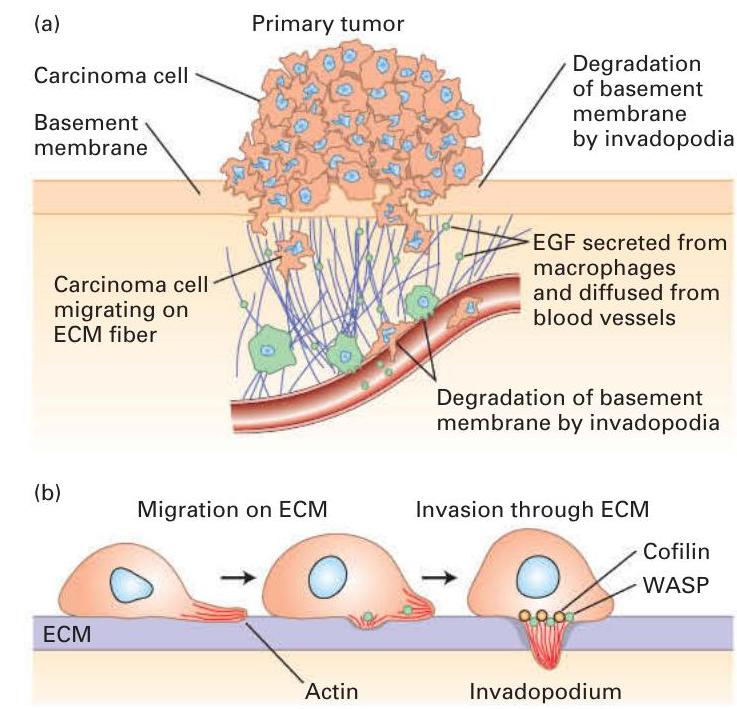 (a)
Primary tumor
Carcinoma cell
Basement
membrane
Degradation
of basement
membrane
by invadopodia
EGF secreted from
macrophages
and diffused from
blood vessels
Carcinoma cell
migrating on
ECM fiber
Degradation of basement
membrane by invadopodia
(b)
Migration on ECM
Invasion through ECM
Cofilin
WASP
ECM
Actin
Invadopodium